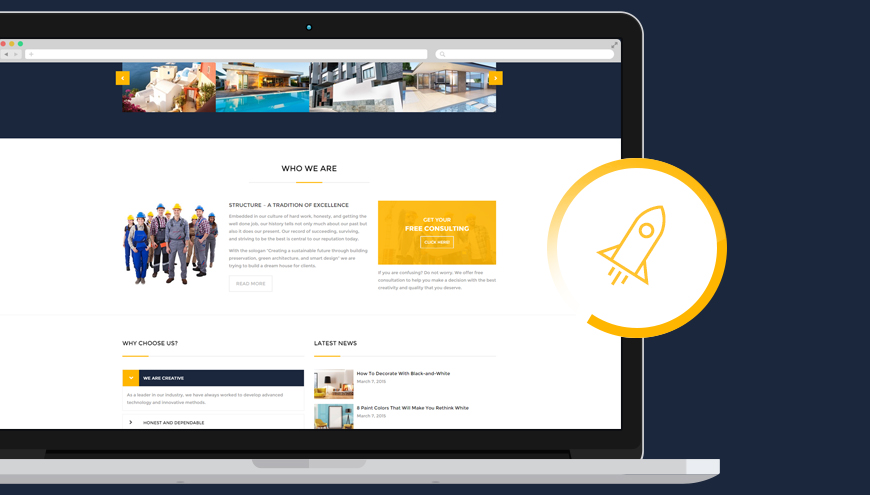 WHO WE ARE
STRUCTURE - A TRADITION OF EXCELLENCE
Embedded in our culture of hard work, honesty, and getting the
well done job, our history tells not only much about our past but
also it does our present. Our record of succeeding, surviving,
and striving to be the best is central to our reputation today.
With the solgan "Creating a sustainable future through building
preservation, green architecture, and smart design" we are
trying to build a dream house for clients.
READ MORE
GET YOUR
FREE CONSULTING
CLICK HERE!
If you are confusing? Do not worry. We offer free
consultation to help you make a decision with the best
creativity and quality that you deserve.
WHY CHOOSE US?
WE ARE CREATIVE
As a leader in our industry, we have always worked to develop advanced
technology and innovative methods.
HONEST AND DEPENDABLE
LATEST NEWS
How To Decorate With Black-and-White
March 7, 2015
8 Paint Colors That Will Make You Rethink White
March 7, 2015